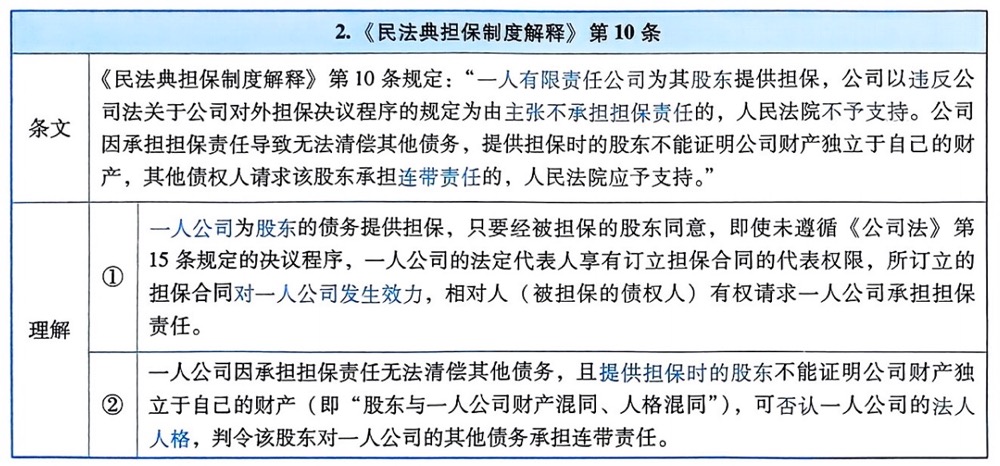 2.《民法典担保制度解释》第10条
条文
《民法典担保制度解释》第10条规定：“一人有限责任公司为其股东提供担保，公司以违反公
司法关于公司对外担保决议程序的规定为由主张不承担担保责任的，人民法院不予支持。公司
因承担担保责任导致无法清偿其他债务，提供担保时的股东不能证明公司财产独立于自己的财
产，其他债权人请求该股东承担连带责任的，人民法院应予支持。”
理解
①
一人公司为股东的债务提供担保，只要经被担保的股东同意，即使未遵循《公司法》第
15条规定的决议程序，一人公司的法定代表人享有订立担保合同的代表权限，所订立的
担保合同对一人公司发生效力，相对人（被担保的债权人）有权请求一人公司承担担保
责任。
②
一人公司因承担担保责任无法清偿其他债务，且提供担保时的股东不能证明公司财产独
立于自己的财产（即“股东与一人公司财产混同、人格混同”），可否认一人公司的法人
人格，判令该股东对一人公司的其他债务承担连带责任。